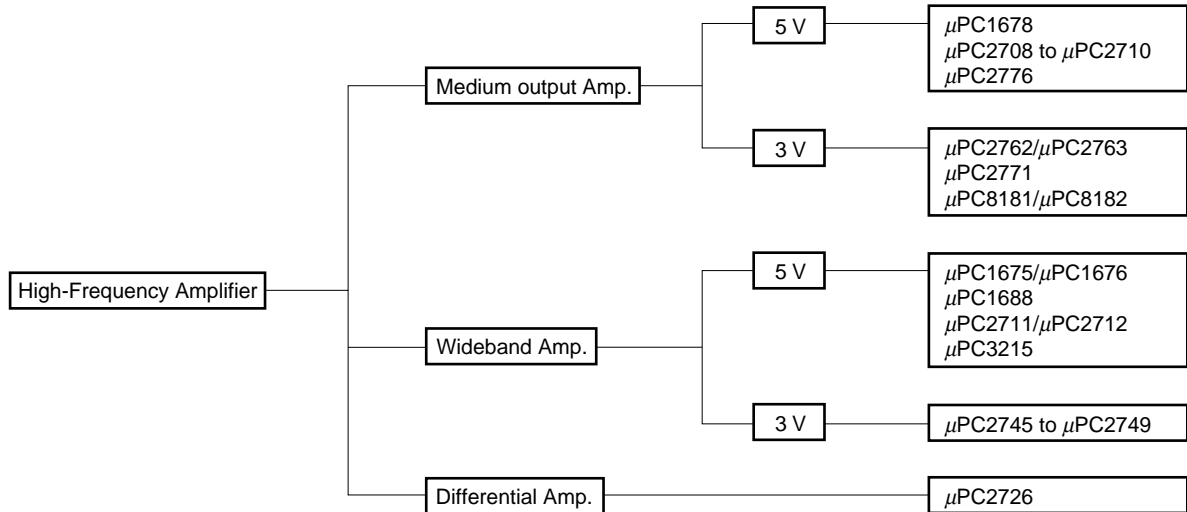 High-Frequency Amplifier
Medium output Amp.
5 V
μPC1678
μPC2708 to μPC2710
μPC2776
3 V
μPC2762/μPC2763
μPC2771
μPC8181/μPC8182
Wideband Amp.
5 V
μPC1675/μPC1676
μPC1688
μPC2711/μPC2712
μPC3215
3 V
μPC2745 to μPC2749
Differential Amp.
μPC2726